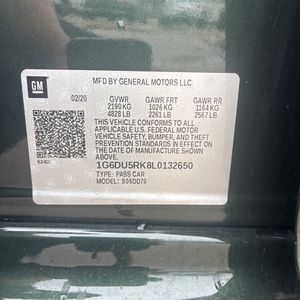 GM
MFD BY GENERAL MOTORS LLC
02/20 GVWR GAWR FRT GAWR RR
2190 KG 1026 KG 1164 KG
4828 LB 2261 LB 2567 LB
THIS VEHICLE CONFORMS TO ALL APPLICABLE
U.S. FEDERAL MOTOR VEHICLE SAFETY, BUMPER, AND THEFT
PREVENTION STANDARDS IN EFFECT ON
THE DATE OF MANUFACTURE SHOWN ABOVE.
1G6DU5RK8L0132650
TYPE: PASS CAR
MODEL: 806DD79